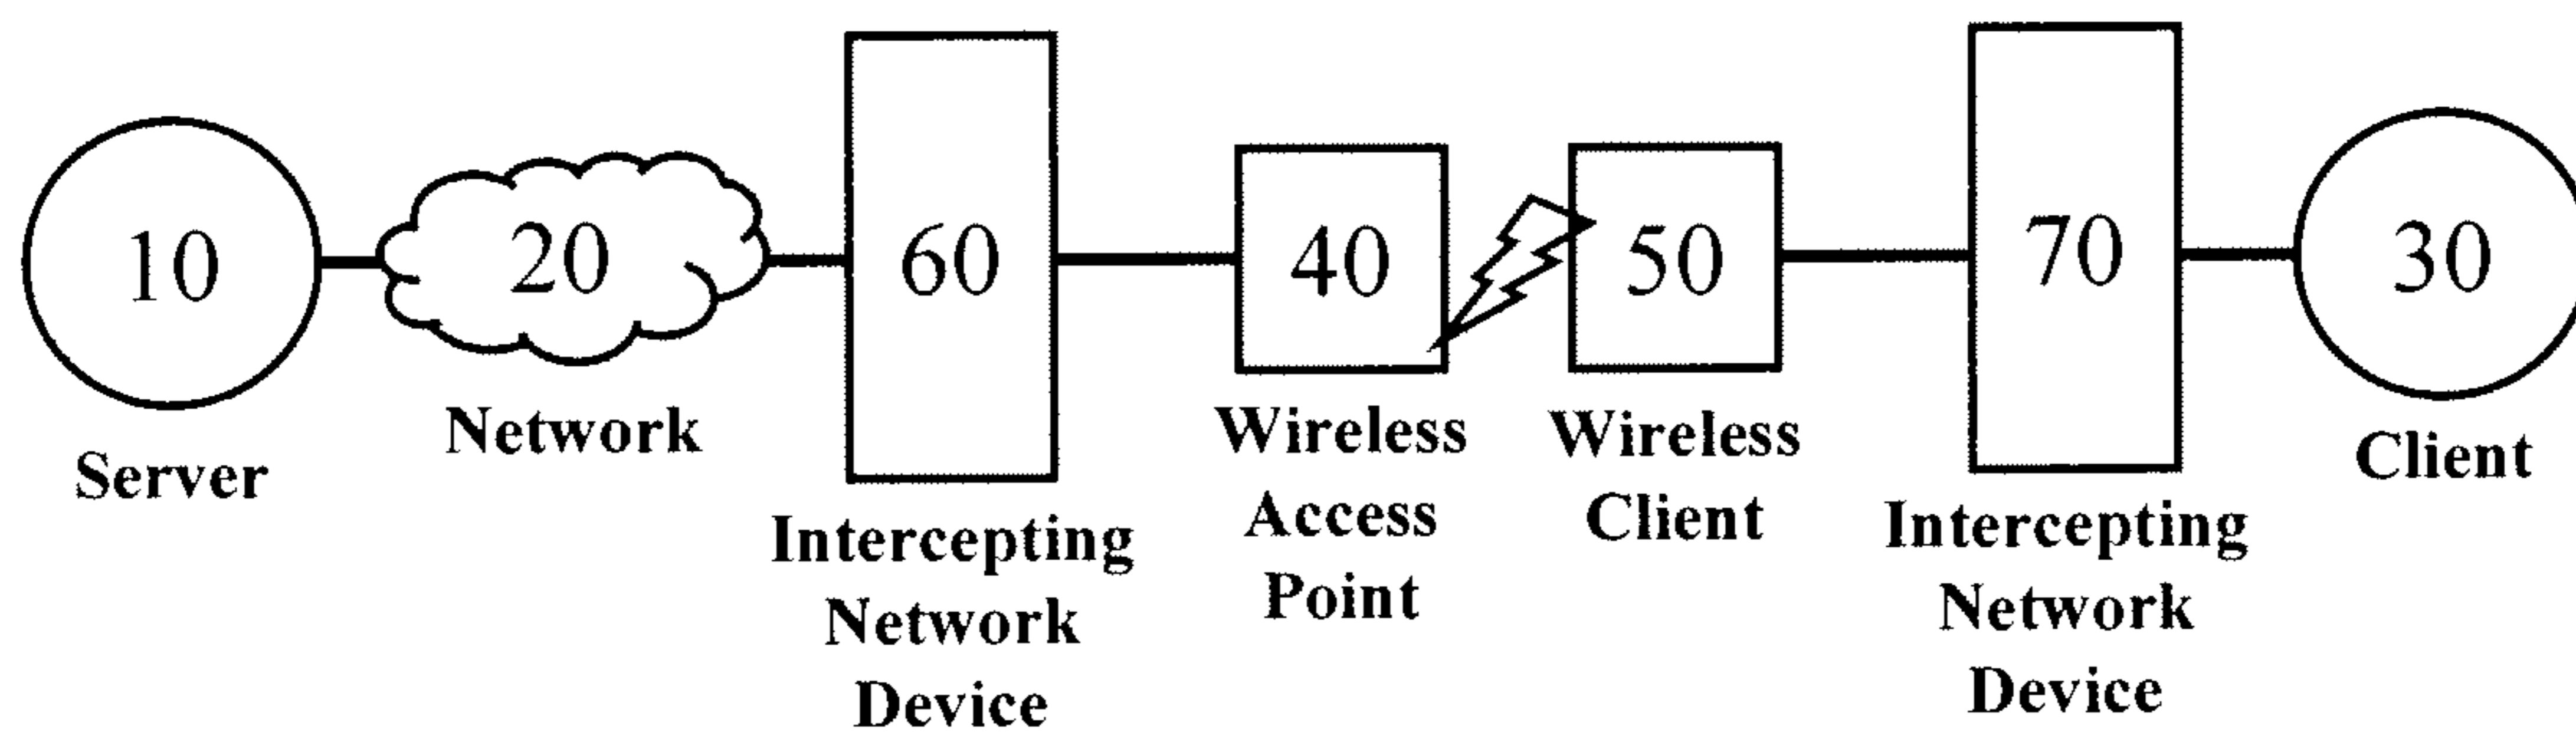 10
Server
20
Network
60
Intercepting
Network
Device
40
Wireless
Access
Point
50
Wireless
Client
70
Intercepting
Network
Device
30
Client